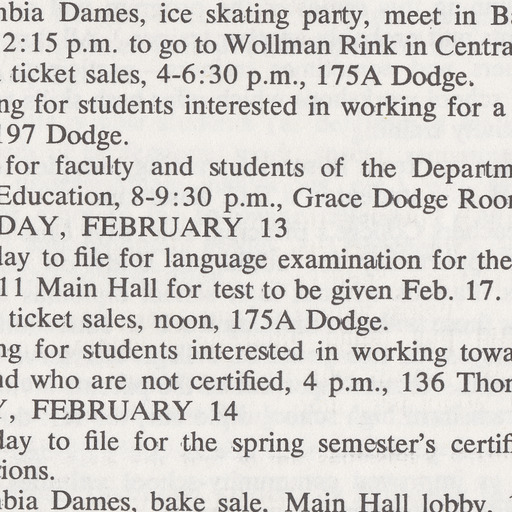 nbia Dames, ice skating party, meet in Ba
2:15 p.m. to go to Wollman Rink in Centra
ticket sales, 4-6:30 p.m., 175A Dodge.
ng for students interested in working for a
197 Dodge.
for faculty and students of the Departm
Education, 8-9:30 p.m., Grace Dodge Roor
DAY, FEBRUARY 13
lay to file for language examination for the
11 Main Hall for test to be given Feb. 17.
ticket sales, noon, 175A Dodge.
ng for students interested in working towa
nd who are not certified, 4 p.m., 136 Thor
Y, FEBRUARY 14
lay to file for the spring semester's certifi
tions.
nbia Dames, bake sale, Main Hall lobby,